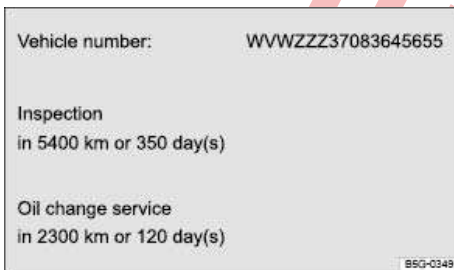 Vehicle number: WVWZZZ37083645655
Inspection
in 5400 km or 350 day(s)
Oil change service
in 2300 km or 120 day(s)
B5G-0349